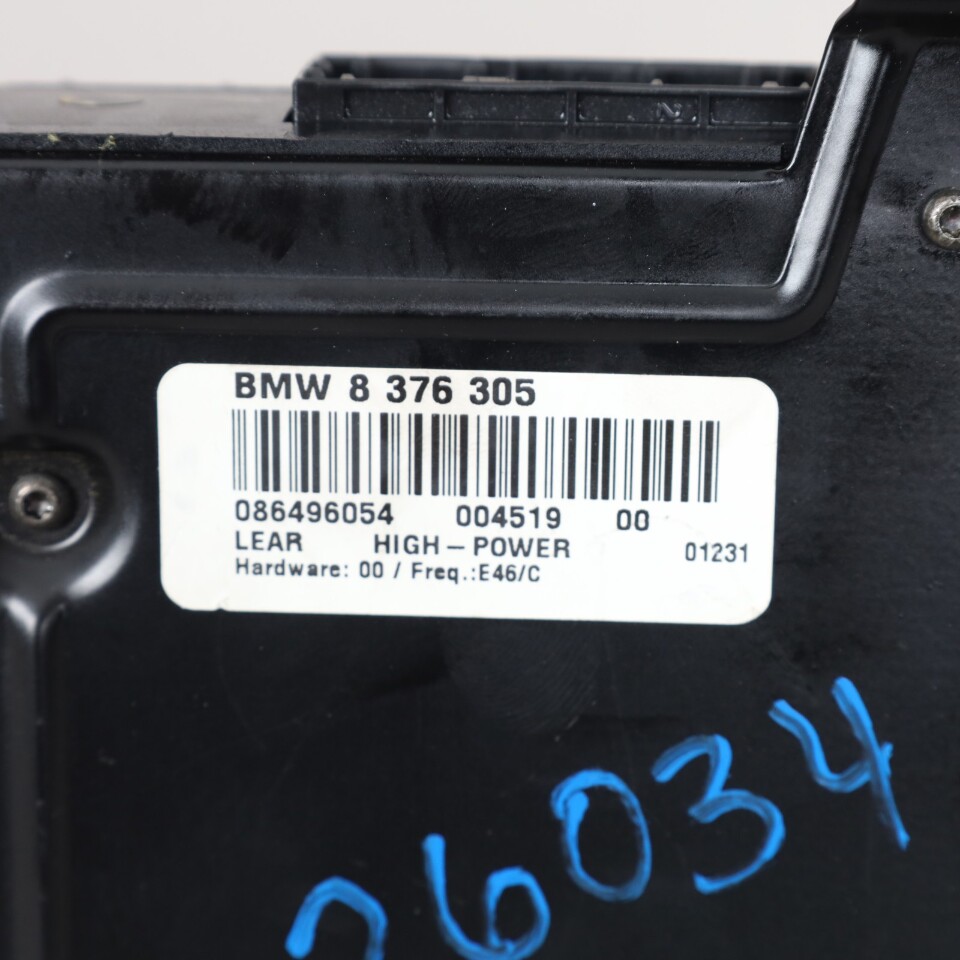 BMW 8 376 305
086496054 004519 00
LEAR HIGH-POWER 01231
Hardware: 00 / Freq.:E46/C
26034